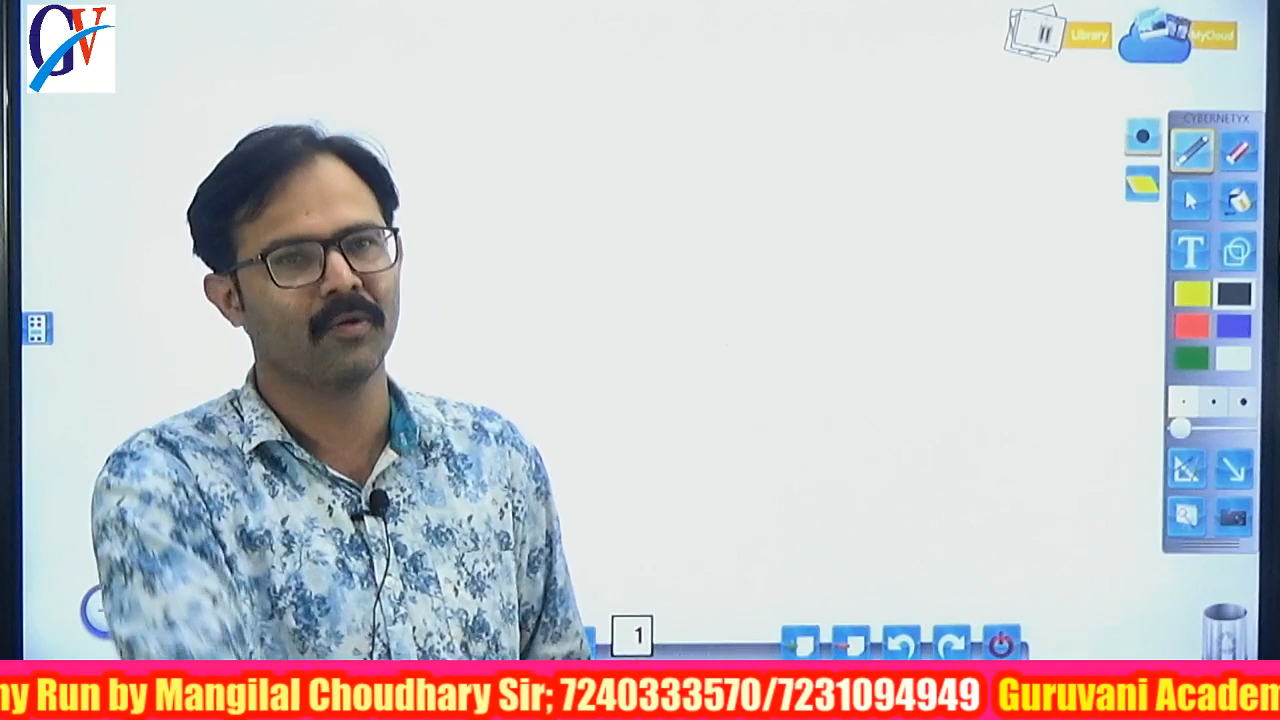 GV
Library
MyCloud
CYBERNETYX
T
1
ny Run by Mangilal Choudhary Sir; 7240333570/7231094949 Guruvani Academ